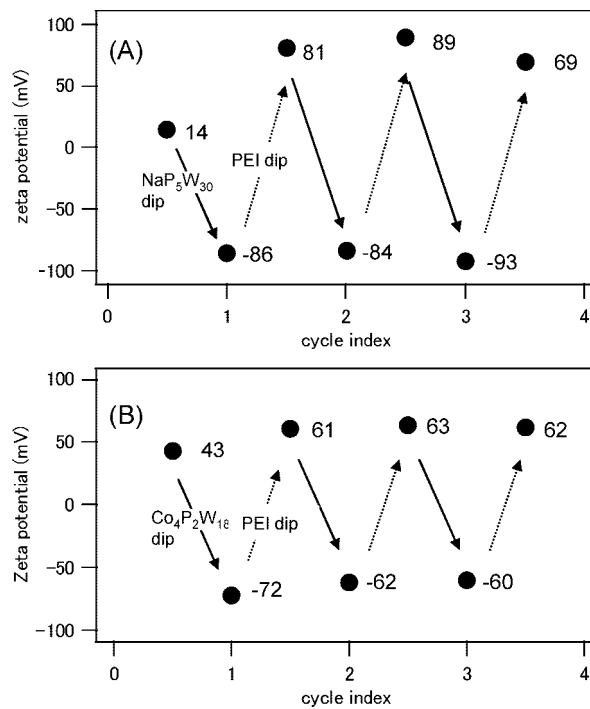 (A)
100
50
0
-50
-100
zeta potential (mV)
14
NaP5W30
dip
-86
PEI dip
81
-84
89
-93
69
0 1 2 3 4
cycle index
(B)
100
50
0
-50
-100
Zeta potential (mV)
43
Co4P2W18
dip
-72
PEI dip
61
-62
63
-60
62
0 1 2 3 4
cycle index